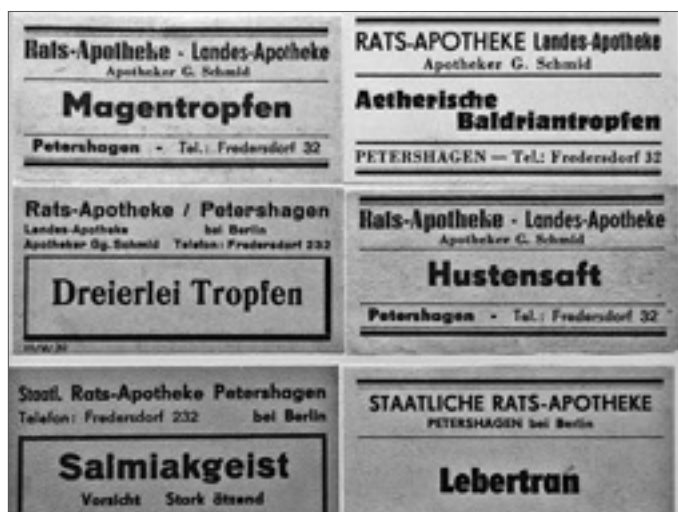 Rats-Apotheke - Landes-Apotheke
Apotheker G. Schmid
Magentropfen
Petershagen - Tel.: Fredersdorf 32
RATS-APOTHEKE Landes-Apotheke
Apotheker G. Schmid
Aetherische
Baldriantropfen
PETERSHAGEN — Tel.: Fredersdorf 32
Rats-Apotheke / Petershagen
Landes-Apotheke bei Berlin
Apotheker Gg. Schmid Telefon: Fredersdorf 232
Dreierlei Tropfen
Rats-Apotheke - Landes-Apotheke
Apotheker G. Schmid
Hustensaft
Petershagen - Tel.: Fredersdorf 32
Staatl. Rats-Apotheke Petershagen
Telefon: Fredersdorf 232 bei Berlin
Salmiakgeist
Vorsicht Stark ätzend
STAATLICHE RATS-APOTHEKE
PETERSHAGEN bei Berlin
Lebertran